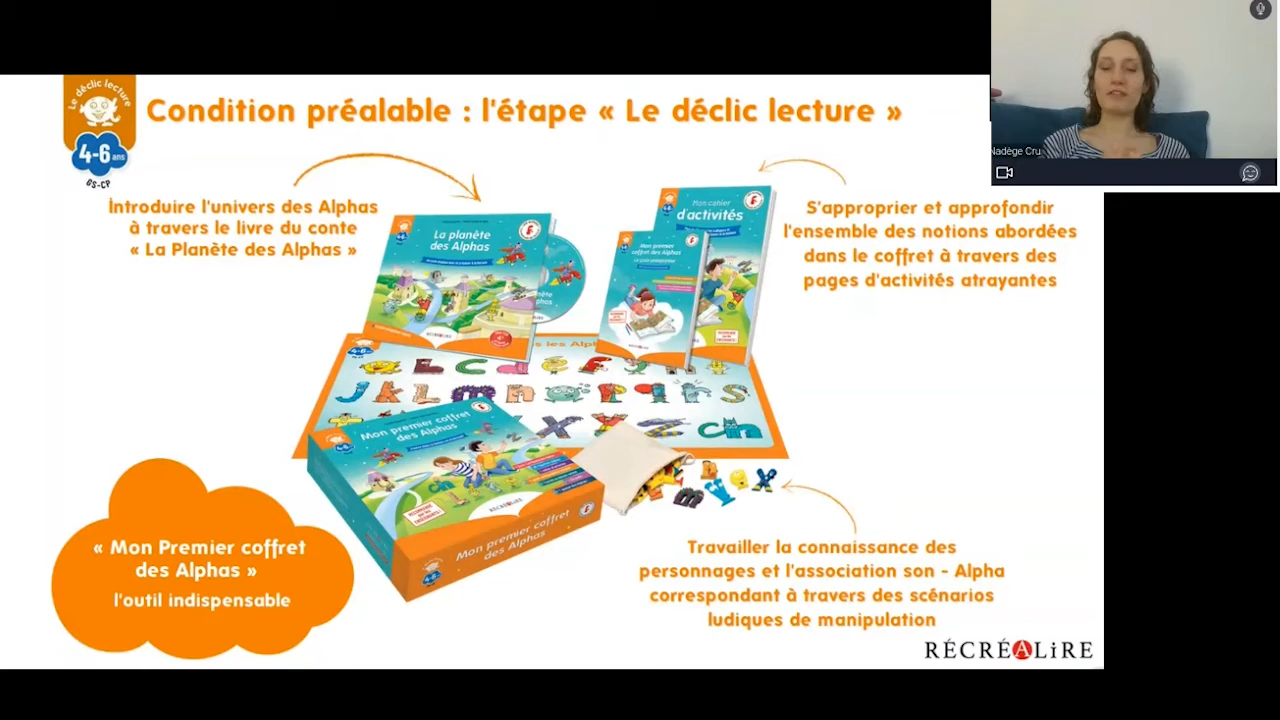 Le déclic lecture
4-6 ans
GS-CP
Condition préalable : l'étape « Le déclic lecture »
Nadège Cru
Introduire l'univers des Alphas
à travers le livre du conte
« La Planète des Alphas »
S'approprier et approfondir
l'ensemble des notions abordées
dans le coffret à travers des
pages d'activités atrayantes
La planète
des Alphas
RÉCRÉALIRE
Mon cahier
d'activités
Mon premier
coffret des Alphas
Mon premier coffret
des Alphas
RÉCRÉALIRE
Mon premier coffret
des Alphas
4-6
« Mon Premier coffret
des Alphas »
l'outil indispensable
Travailler la connaissance des
personnages et l'association son - Alpha
correspondant à travers des scénarios
ludiques de manipulation
RÉCRÉALiRE